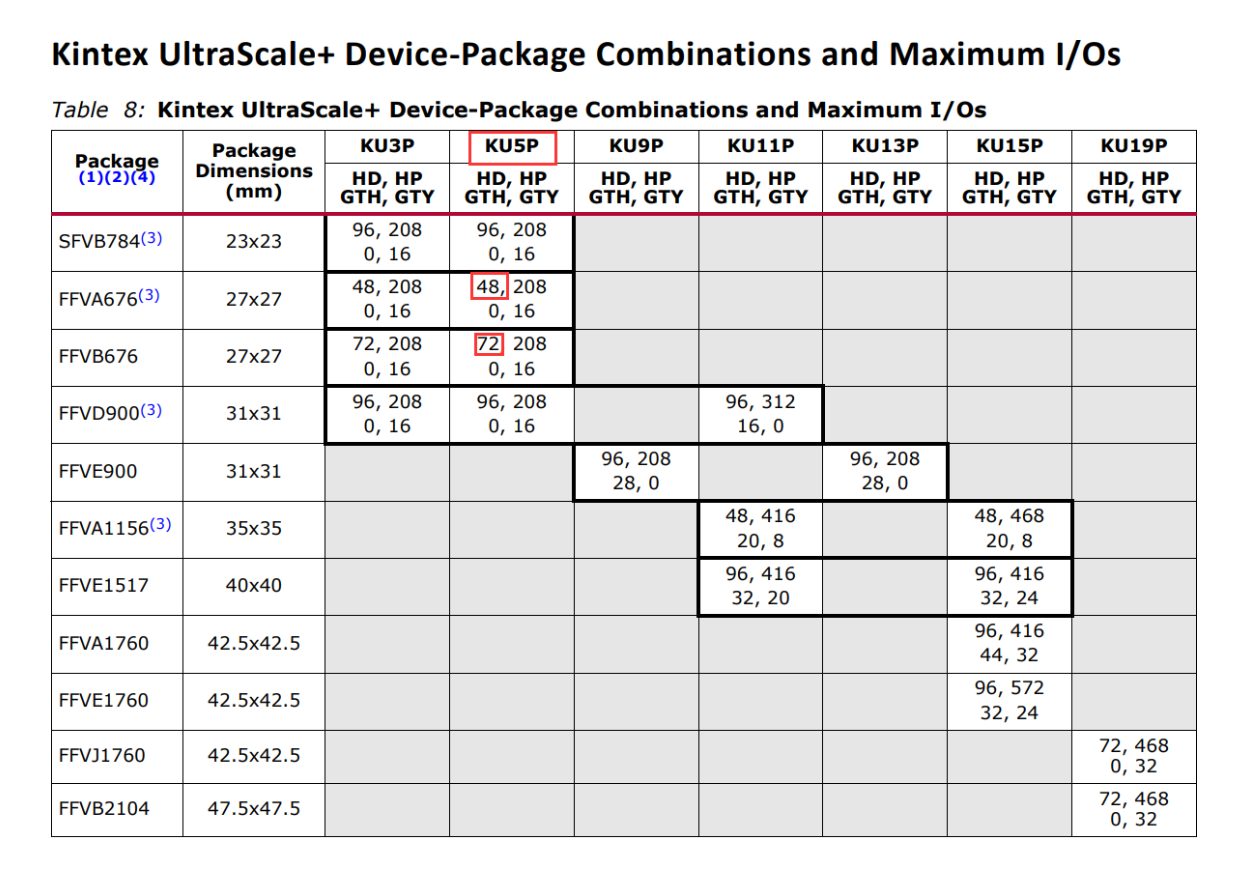 Kintex UltraScale+ Device-Package Combinations and Maximum I/Os
Table 8: Kintex UltraScale+ Device-Package Combinations and Maximum I/Os
Package (1)(2)(4) Package Dimensions (mm) KU3P KU5P KU9P KU11P KU13P KU15P KU19P
HD, HP HD, HP HD, HP HD, HP HD, HP HD, HP HD, HP
GTH, GTY GTH, GTY GTH, GTY GTH, GTY GTH, GTY GTH, GTY GTH, GTY
SFVB784(3) 23x23 96, 208 96, 208
0, 16 0, 16
FFVA676(3) 27x27 48, 208 48, 208
0, 16 0, 16
FFVB676 27x27 72, 208 72 208
0, 16 0, 16
FFVD900(3) 31x31 96, 208 96, 208 96, 312
0, 16 0, 16 16, 0
FFVE900 31x31 96, 208 96, 208
28, 0 28, 0
FFVA1156(3) 35x35 48, 416 48, 468
20, 8 20, 8
FFVE1517 40x40 96, 416 96, 416
32, 20 32, 24
FFVA1760 42.5x42.5 96, 416
44, 32
FFVE1760 42.5x42.5 96, 572
32, 24
FFVJ1760 42.5x42.5 72, 468
0, 32
FFVB2104 47.5x47.5 72, 468
0, 32